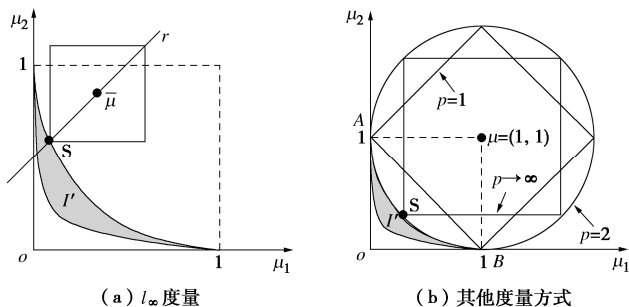 μ₂
r
1
μ̄
S
I′
o
1
μ₁
(a) l∞度量
μ₂
p=1
A
1
μ=(1, 1)
p→∞
S
I′
p=2
o
1
B
μ₁
(b) 其他度量方式